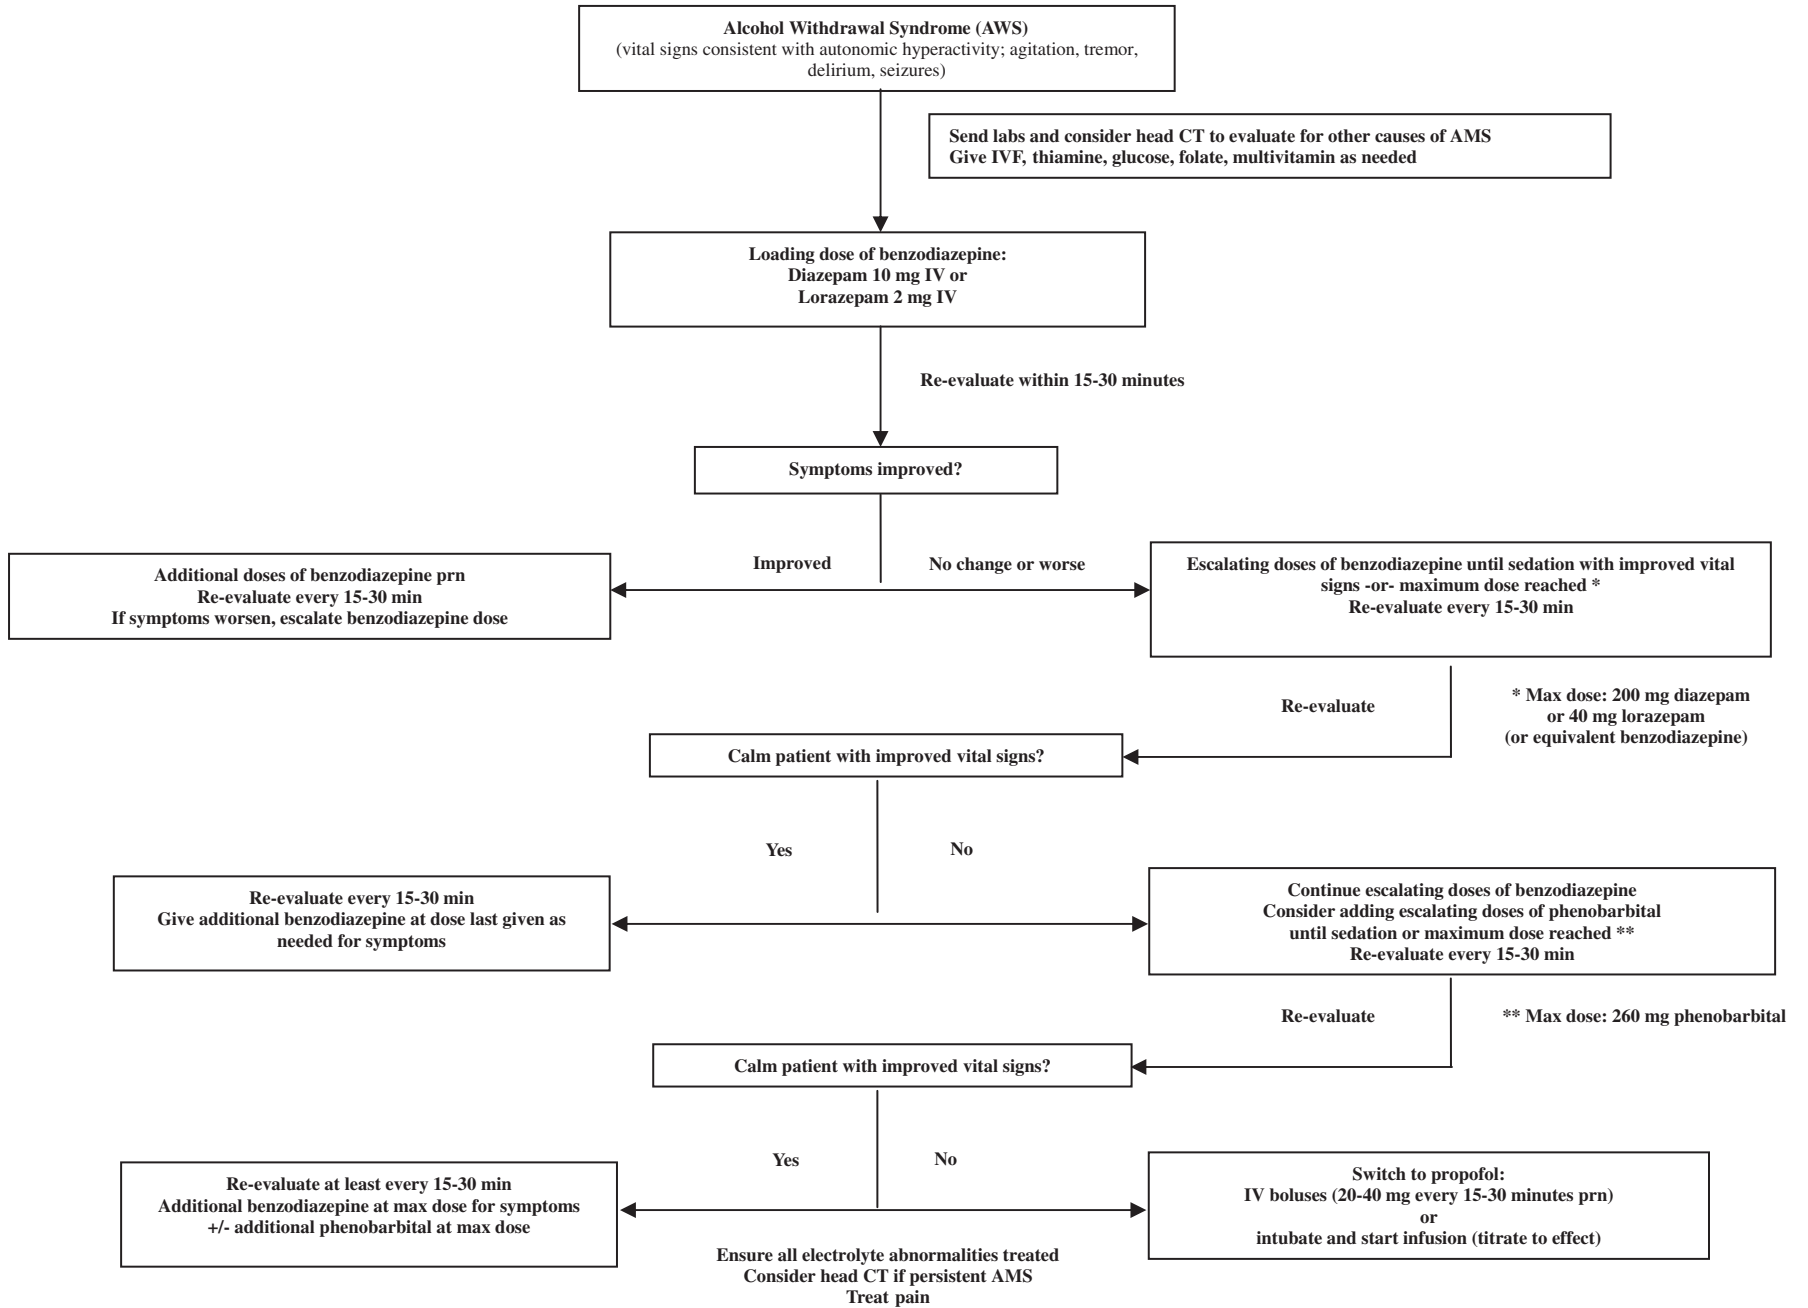 Alcohol Withdrawal Syndrome (AWS)
(vital signs consistent with autonomic hyperactivity; agitation, tremor,
delirium, seizures)
Send labs and consider head CT to evaluate for other causes of AMS
Give IVF, thiamine, glucose, folate, multivitamin as needed
Loading dose of benzodiazepine:
Diazepam 10 mg IV or
Lorazepam 2 mg IV
Re-evaluate within 15-30 minutes
Symptoms improved?
Improved
No change or worse
Additional doses of benzodiazepine prn
Re-evaluate every 15-30 min
If symptoms worsen, escalate benzodiazepine dose
Escalating doses of benzodiazepine until sedation with improved vital
signs -or- maximum dose reached *
Re-evaluate every 15-30 min
Re-evaluate
* Max dose: 200 mg diazepam
or 40 mg lorazepam
(or equivalent benzodiazepine)
Calm patient with improved vital signs?
Yes
No
Re-evaluate every 15-30 min
Give additional benzodiazepine at dose last given as
needed for symptoms
Continue escalating doses of benzodiazepine
Consider adding escalating doses of phenobarbital
until sedation or maximum dose reached **
Re-evaluate every 15-30 min
Re-evaluate
** Max dose: 260 mg phenobarbital
Calm patient with improved vital signs?
Yes
No
Re-evaluate at least every 15-30 min
Additional benzodiazepine at max dose for symptoms
+/- additional phenobarbital at max dose
Switch to propofol:
IV boluses (20-40 mg every 15-30 minutes prn)
or
intubate and start infusion (titrate to effect)
Ensure all electrolyte abnormalities treated
Consider head CT if persistent AMS
Treat pain